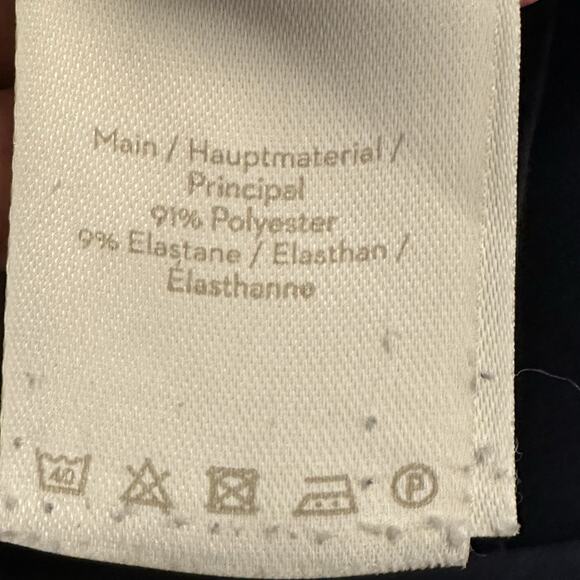 Main / Hauptmaterial /
Principal
91% Polyester
9% Elastane / Elasthan /
Élasthanne
40
P